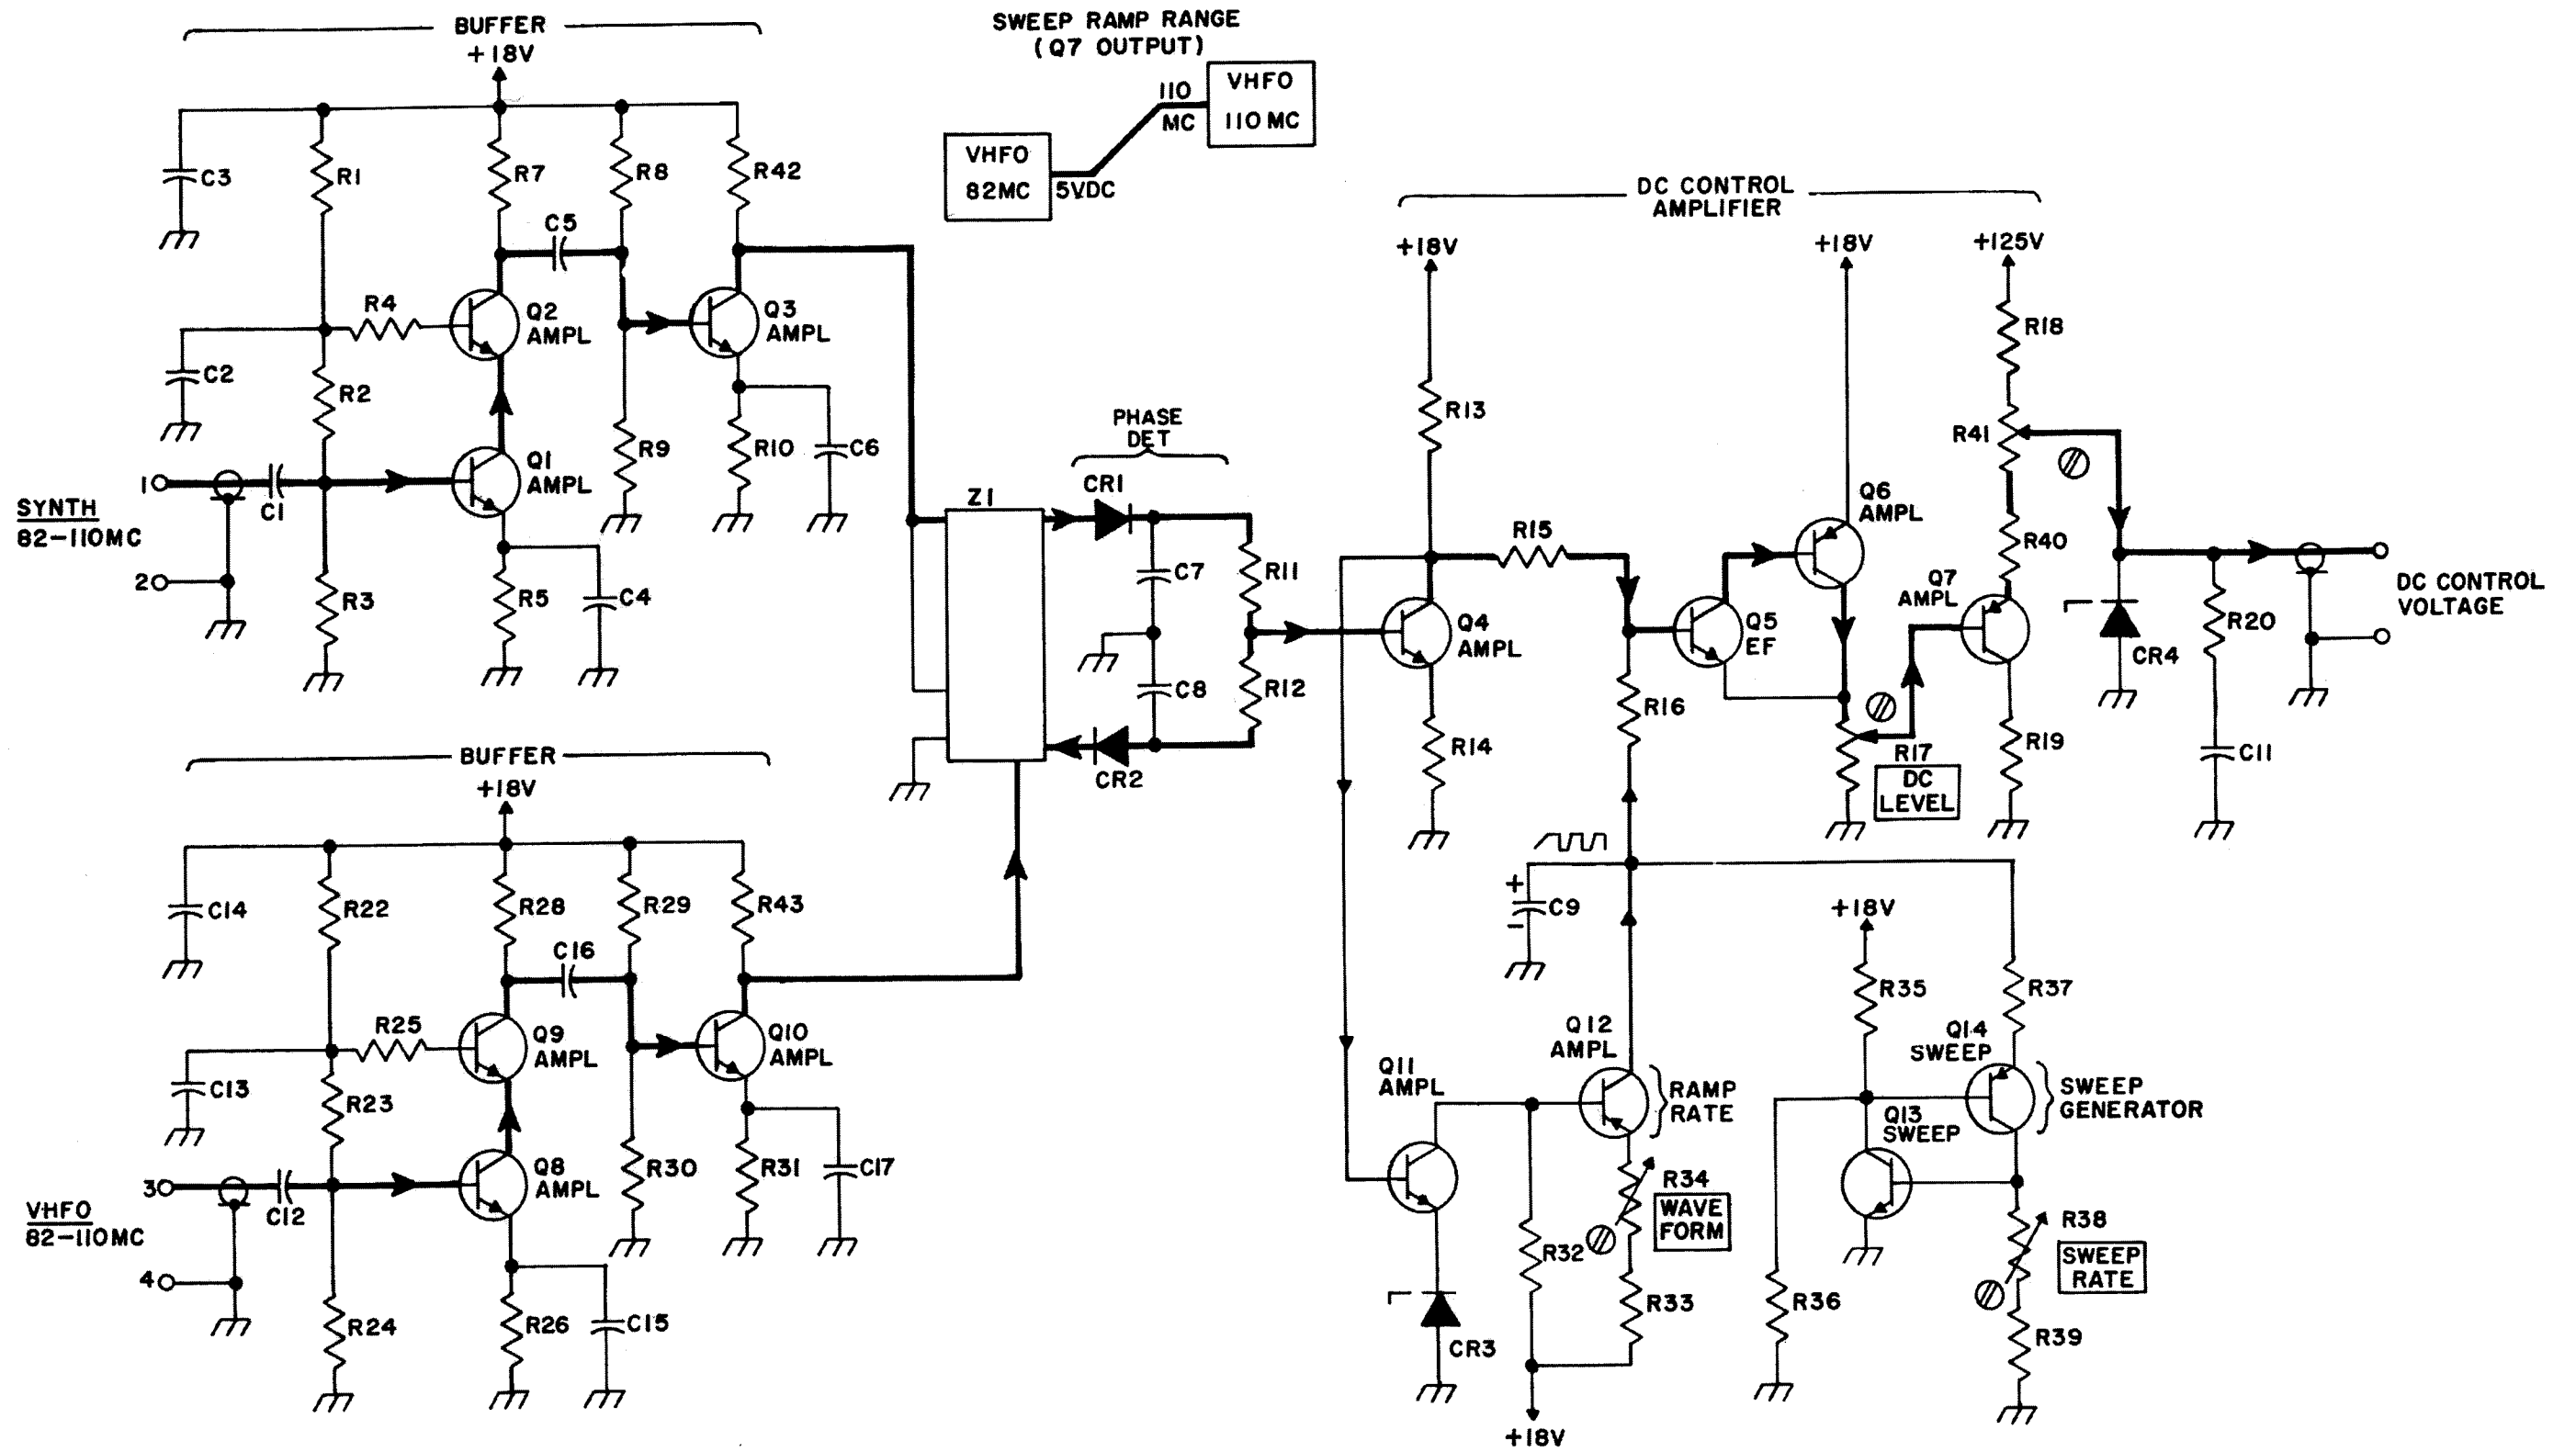 BUFFER
+18V
SWEEP RAMP RANGE
(Q7 OUTPUT)
VHFO
82MC
5VDC
110
MC
VHFO
110 MC
C3
R1
R7
R8
R42
C5
R4
Q2
AMPL
Q3
AMPL
C2
R2
R9
R10
C6
1
C1
Q1
AMPL
SYNTH
82-110MC
2
R3
R5
C4
Z1
PHASE
DET
CR1
C7
R11
C8
R12
CR2
DC CONTROL
AMPLIFIER
+18V
+18V
+125V
R13
R18
R41
R15
Q6
AMPL
R40
Q4
AMPL
Q5
EF
Q7
AMPL
R14
R16
R17
DC
LEVEL
R19
CR4
R20
C11
DC CONTROL
VOLTAGE
BUFFER
+18V
C14
R22
R28
R29
R43
C16
R25
Q9
AMPL
Q10
AMPL
C13
R23
R30
R31
C17
3
C12
Q8
AMPL
VHFO
82-110MC
4
R24
R26
C15
+
C9
-
+18V
R35
R37
Q12
AMPL
Q14
SWEEP
Q11
AMPL
RAMP
RATE
Q13
SWEEP
SWEEP
GENERATOR
R34
WAVE
FORM
R32
R33
R38
SWEEP
RATE
R36
R39
CR3
+18V